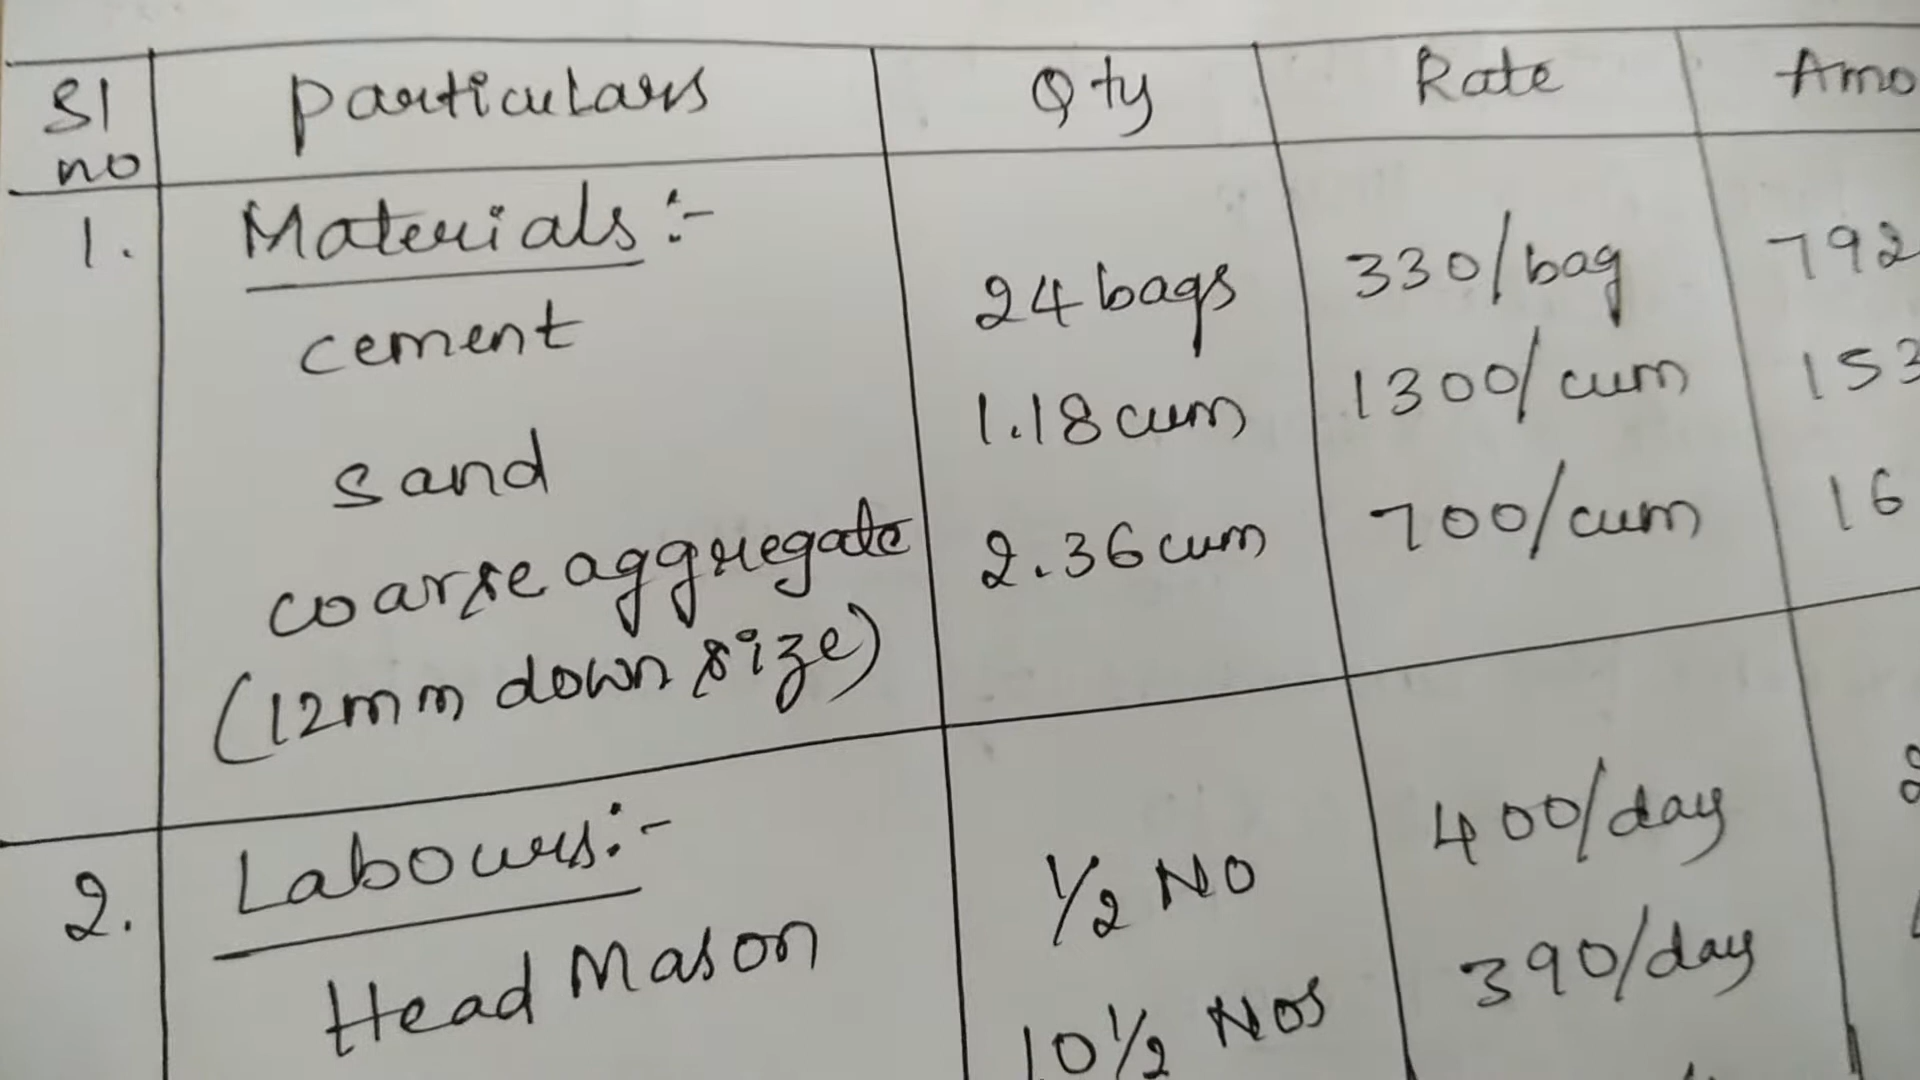 Sl no particulars Qty Rate Amo
1. Materials :-
cement 24 bags 330/bag 792
sand 1.18 cum 1300/cum 153
coarse aggregate 2.36 cum 700/cum 16
(12mm down size)
2. Labours:-
Head Mason 1/2 No 400/day
10 1/2 Nos 390/day